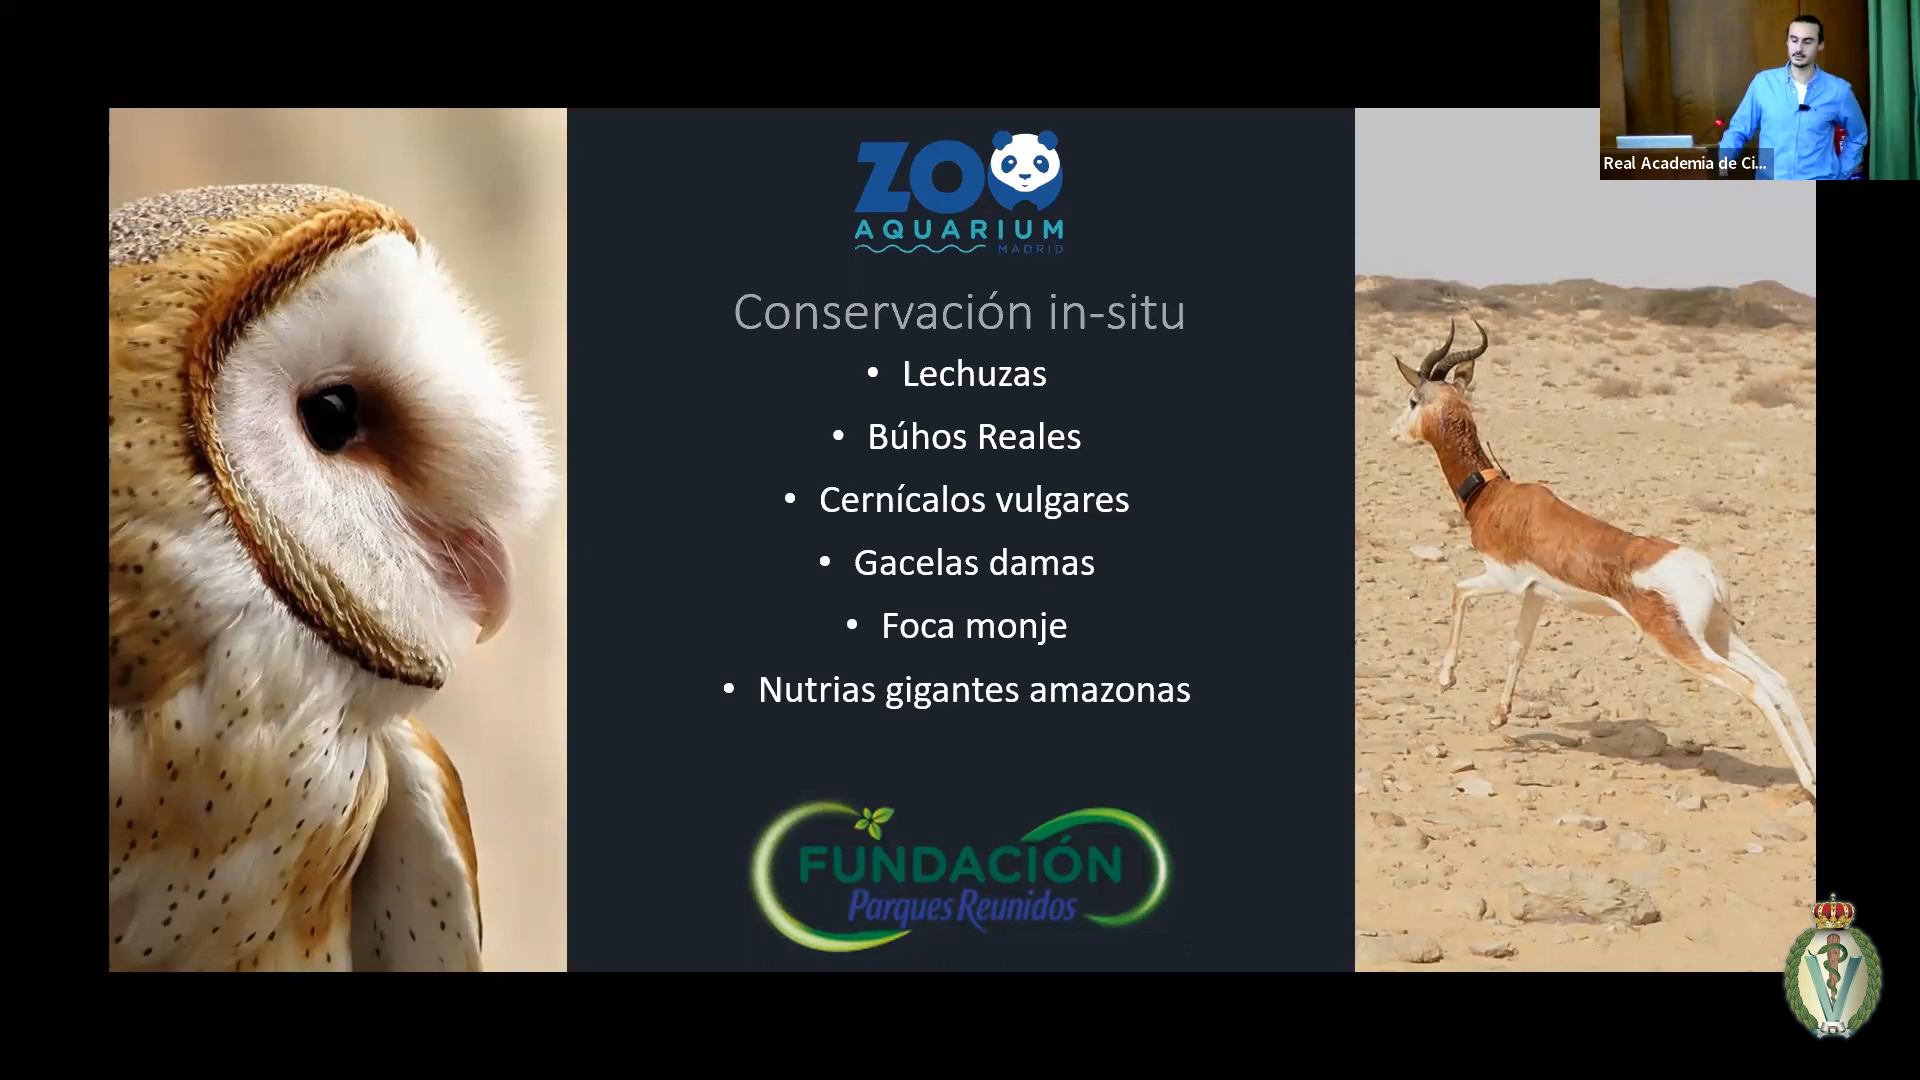 ZOO
AQUARIUM
MADRID
Real Academia de Ci...
Conservación in-situ
• Lechuzas
• Búhos Reales
• Cernícalos vulgares
• Gacelas damas
• Foca monje
• Nutrias gigantes amazonas
FUNDACIÓN
Parques Reunidos